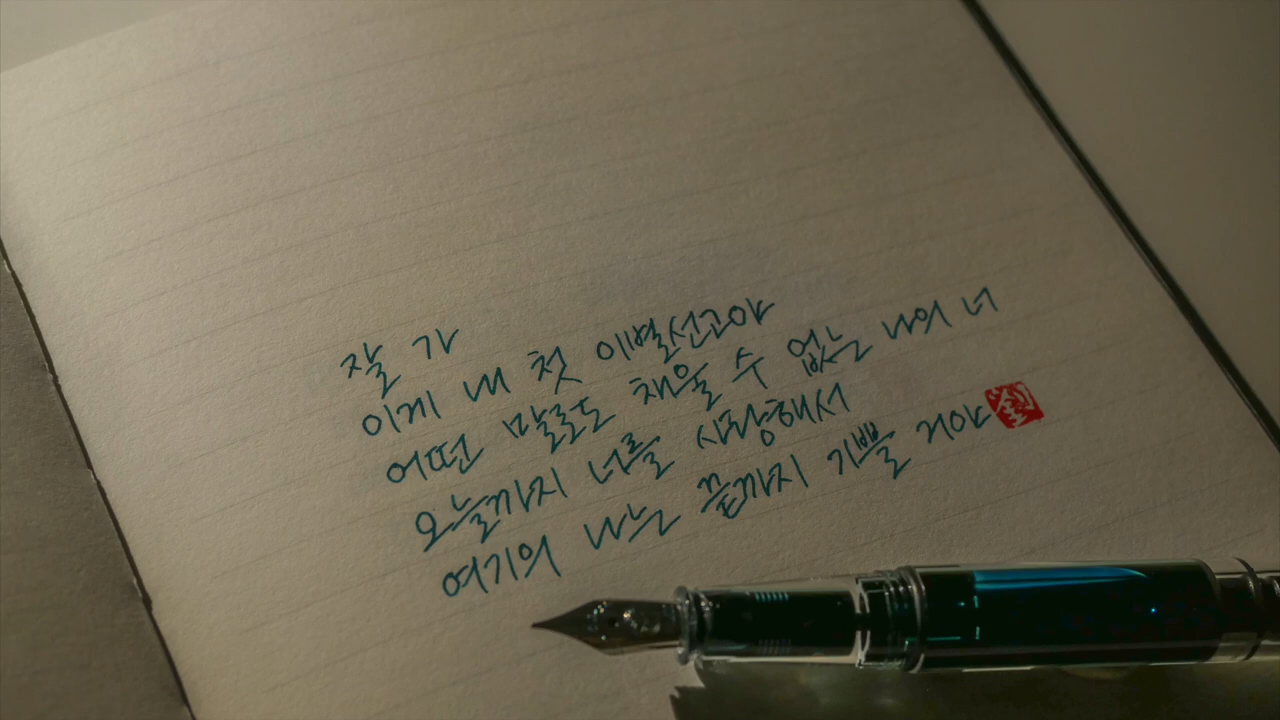 잘 가
이게 내 첫 이별선고야
어떤 말로도 채울 수 없는 나의 너
오늘까지 너를 사랑해서
여기의 나는 끝까지 기쁠 거야